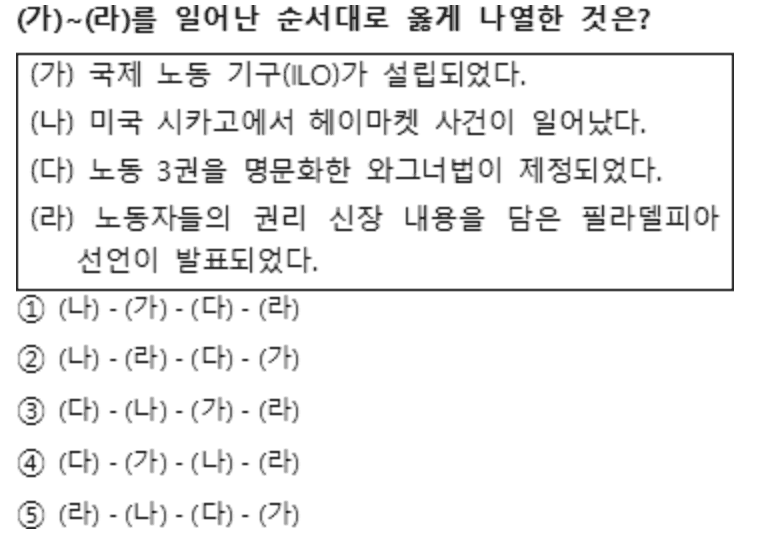 (가)~(라)를 일어난 순서대로 옳게 나열한 것은?
(가) 국제 노동 기구(ILO)가 설립되었다.
(나) 미국 시카고에서 헤이마켓 사건이 일어났다.
(다) 노동 3권을 명문화한 와그너법이 제정되었다.
(라) 노동자들의 권리 신장 내용을 담은 필라델피아
선언이 발표되었다.
① (나) - (가) - (다) - (라)
② (나) - (라) - (다) - (가)
③ (다) - (나) - (가) - (라)
④ (다) - (가) - (나) - (라)
⑤ (라) - (나) - (다) - (가)